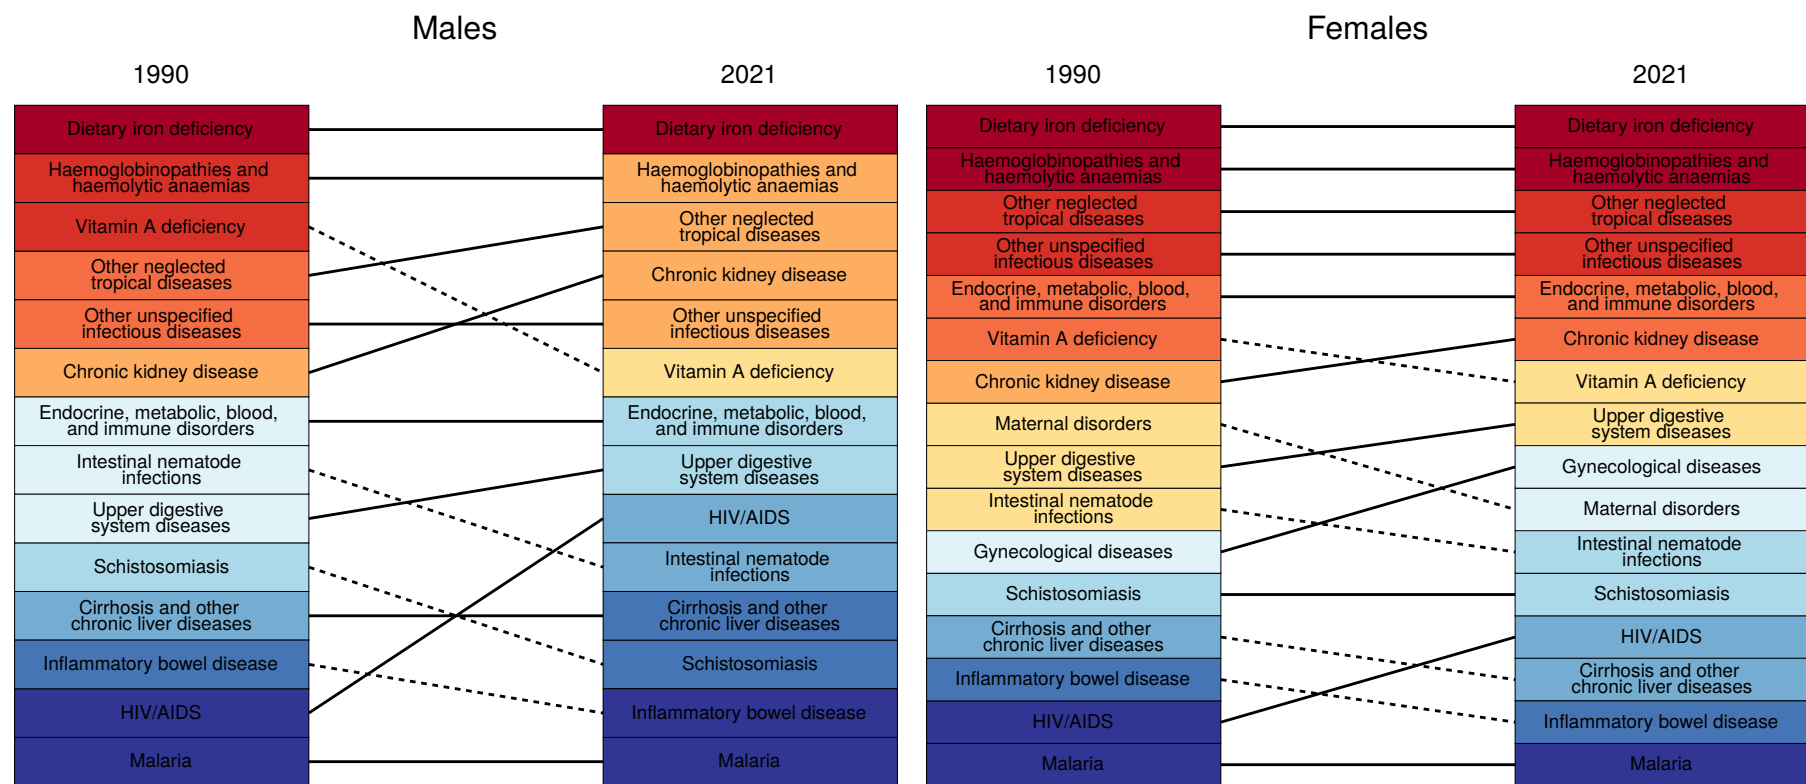 Males
1990
2021
Dietary iron deficiency
Haemoglobinopathies and
haemolytic anaemias
Vitamin A deficiency
Other neglected
tropical diseases
Other unspecified
infectious diseases
Chronic kidney disease
Endocrine, metabolic, blood,
and immune disorders
Intestinal nematode
infections
Upper digestive
system diseases
Schistosomiasis
Cirrhosis and other
chronic liver diseases
Inflammatory bowel disease
HIV/AIDS
Malaria
Dietary iron deficiency
Haemoglobinopathies and
haemolytic anaemias
Other neglected
tropical diseases
Chronic kidney disease
Other unspecified
infectious diseases
Vitamin A deficiency
Endocrine, metabolic, blood,
and immune disorders
Upper digestive
system diseases
HIV/AIDS
Intestinal nematode
infections
Cirrhosis and other
chronic liver diseases
Schistosomiasis
Inflammatory bowel disease
Malaria
Females
1990
2021
Dietary iron deficiency
Haemoglobinopathies and
haemolytic anaemias
Other neglected
tropical diseases
Other unspecified
infectious diseases
Endocrine, metabolic, blood,
and immune disorders
Vitamin A deficiency
Chronic kidney disease
Maternal disorders
Upper digestive
system diseases
Intestinal nematode
infections
Gynecological diseases
Schistosomiasis
Cirrhosis and other
chronic liver diseases
Inflammatory bowel disease
HIV/AIDS
Malaria
Dietary iron deficiency
Haemoglobinopathies and
haemolytic anaemias
Other neglected
tropical diseases
Other unspecified
infectious diseases
Endocrine, metabolic, blood,
and immune disorders
Chronic kidney disease
Vitamin A deficiency
Upper digestive
system diseases
Gynecological diseases
Maternal disorders
Intestinal nematode
infections
Schistosomiasis
HIV/AIDS
Cirrhosis and other
chronic liver diseases
Inflammatory bowel disease
Malaria